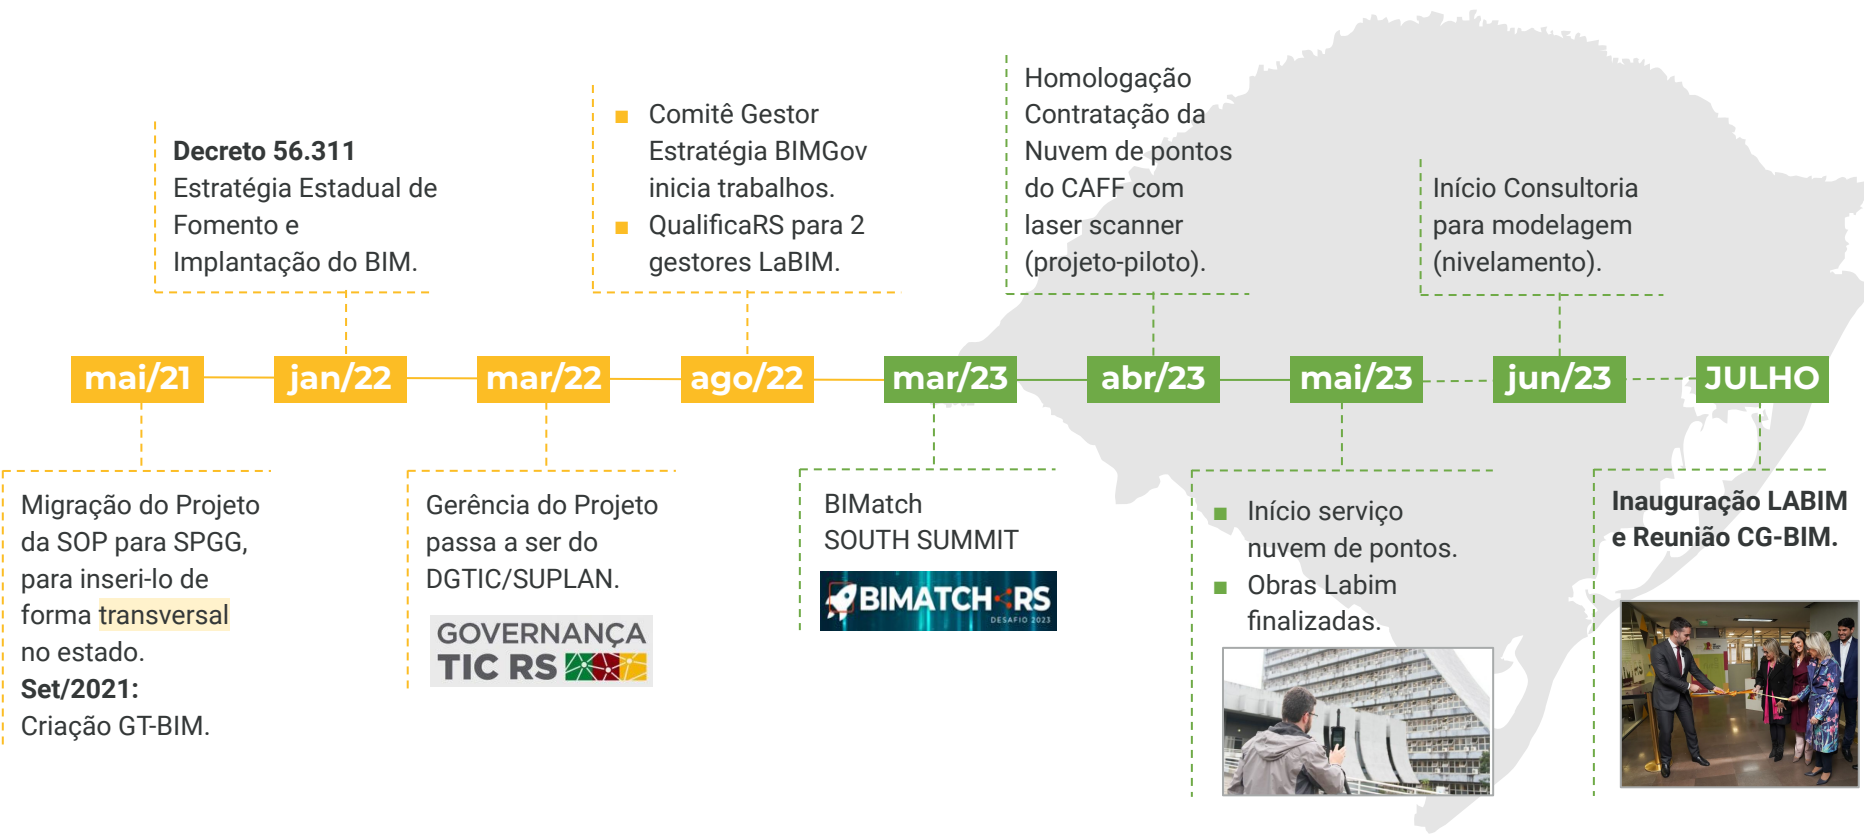 Decreto 56.311
Estratégia Estadual de
Fomento e
Implantação do BIM.
■ Comitê Gestor
Estratégia BIMGov
inicia trabalhos.
■ QualificaRS para 2
gestores LaBIM.
Homologação
Contratação da
Nuvem de pontos
do CAFF com
laser scanner
(projeto-piloto).
Início Consultoria
para modelagem
(nivelamento).
mai/21
jan/22
mar/22
ago/22
mar/23
abr/23
mai/23
jun/23
JULHO
Migração do Projeto
da SOP para SPGG,
para inseri-lo de
forma transversal
no estado.
Set/2021:
Criação GT-BIM.
Gerência do Projeto
passa a ser do
DGTIC/SUPLAN.
GOVERNANÇA
TIC RS
BIMatch
SOUTH SUMMIT
BIMATCH RS
DESAFIO 2023
■ Início serviço
nuvem de pontos.
■ Obras Labim
finalizadas.
Inauguração LABIM
e Reunião CG-BIM.